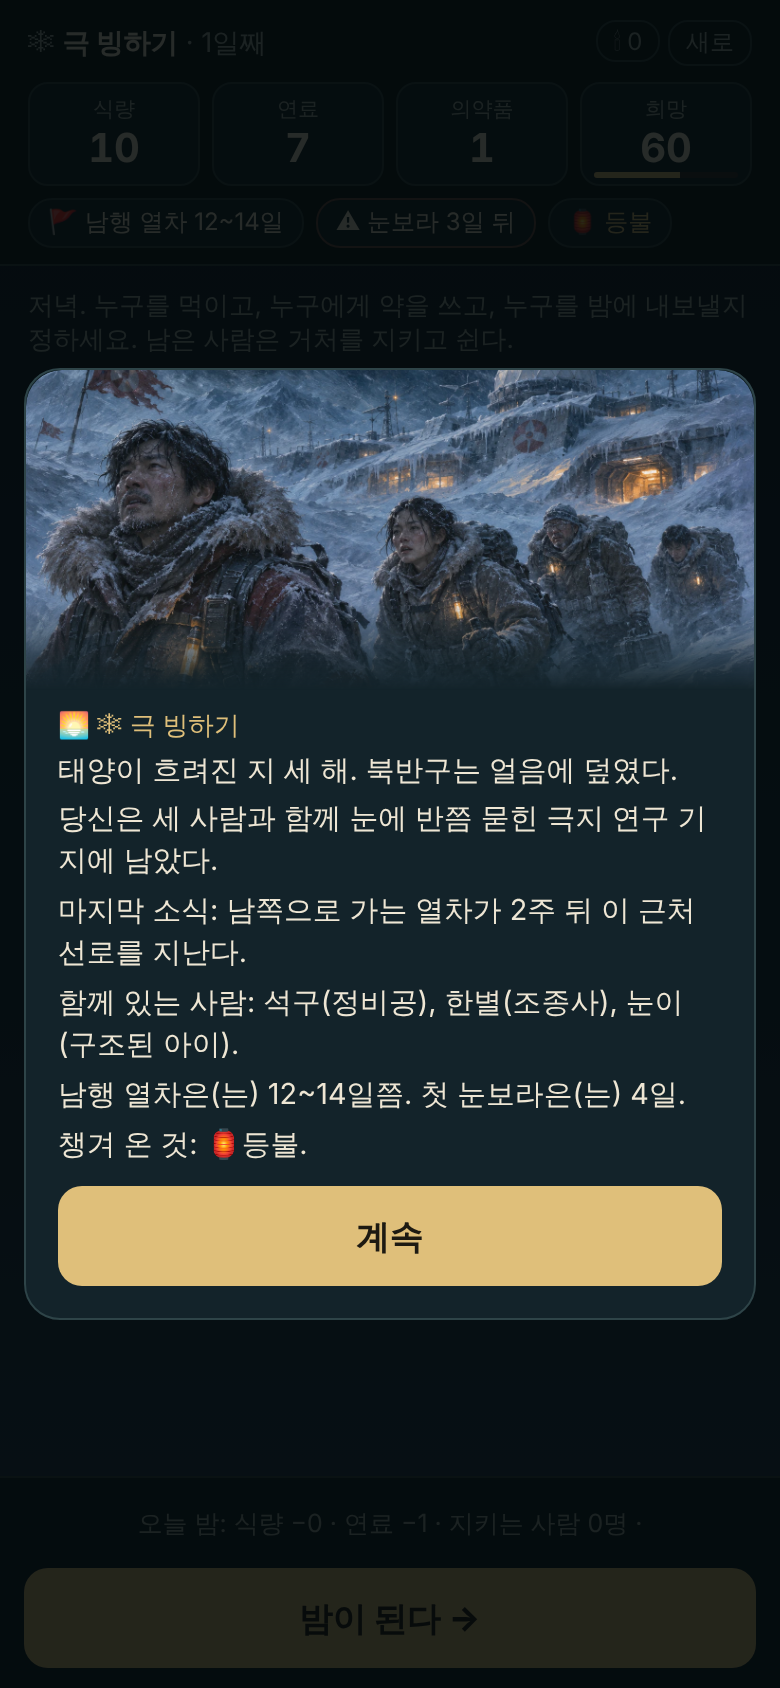 ❄ 극 빙하기 · 1일째
0
새로
식량
10
연료
7
의약품
1
희망
60
🚩 남행 열차 12~14일
⚠ 눈보라 3일 뒤
🏮 등불
저녁. 누구를 먹이고, 누구에게 약을 쓰고, 누구를 밤에 내보낼지
정하세요. 남은 사람은 거처를 지키고 쉰다.
🌅 ❄ 극 빙하기
태양이 흐려진 지 세 해. 북반구는 얼음에 덮였다.
당신은 세 사람과 함께 눈에 반쯤 묻힌 극지 연구 기
지에 남았다.
마지막 소식: 남쪽으로 가는 열차가 2주 뒤 이 근처
선로를 지난다.
함께 있는 사람: 석구(정비공), 한별(조종사), 눈이
(구조된 아이).
남행 열차은(는) 12~14일쯤. 첫 눈보라은(는) 4일.
챙겨 온 것: 🏮등불.
계속
오늘 밤: 식량 −0 · 연료 −1 · 지키는 사람 0명 ·
밤이 된다 →